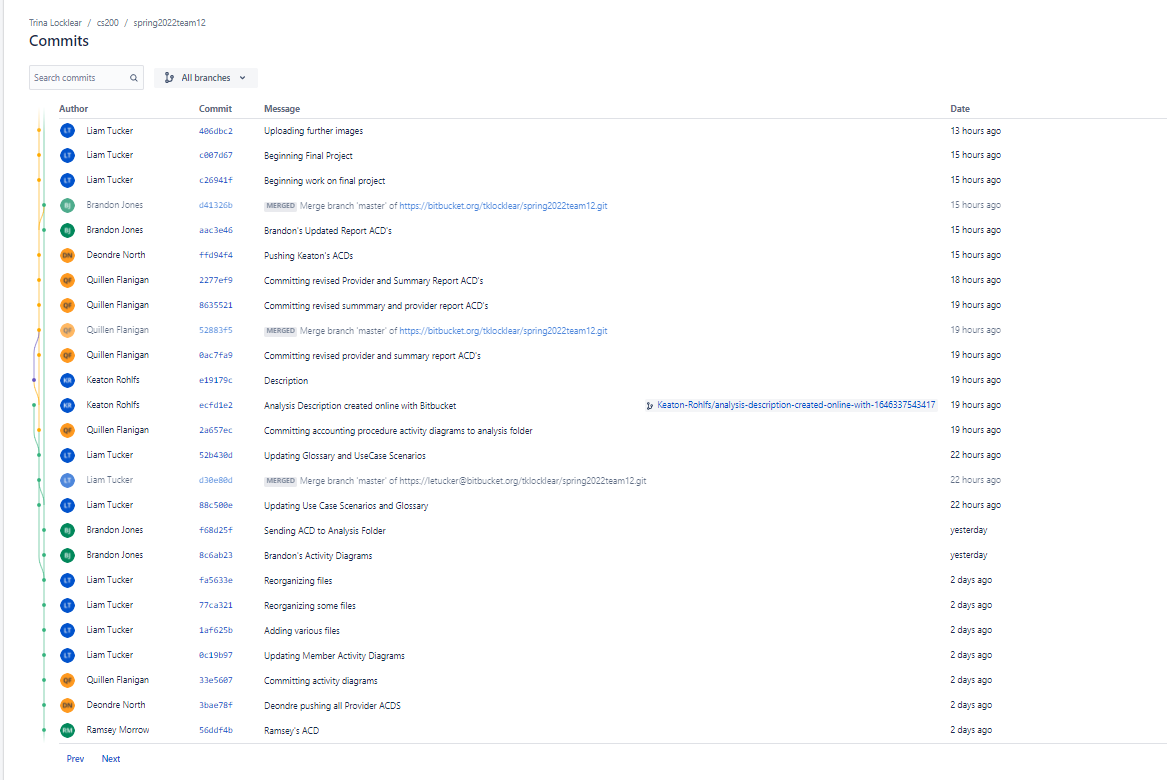 Trina Locklear / cs200 / spring2022team12
Commits
Search commits All branches
Author Commit Message Date
LT Liam Tucker 406dbc2 Uploading further images 13 hours ago
LT Liam Tucker c007d67 Beginning Final Project 15 hours ago
LT Liam Tucker c26941f Beginning work on final project 15 hours ago
BJ Brandon Jones d41326b MERGED Merge branch 'master' of https://bitbucket.org/tklocklear/spring2022team12.git 15 hours ago
BJ Brandon Jones aac3e46 Brandon's Updated Report ACD's 15 hours ago
DN Deondre North ffd94f4 Pushing Keaton's ACDs 15 hours ago
QF Quillen Flanigan 2277ef9 Committing revised Provider and Summary Report ACD's 18 hours ago
QF Quillen Flanigan 8635521 Committing revised summmary and provider report ACD's 19 hours ago
QF Quillen Flanigan 52883f5 MERGED Merge branch 'master' of https://bitbucket.org/tklocklear/spring2022team12.git 19 hours ago
QF Quillen Flanigan 0ac7fa9 Committing revised provider and summary report ACD's 19 hours ago
KR Keaton Rohlfs e19179c Description 19 hours ago
KR Keaton Rohlfs ecfd1e2 Analysis Description created online with Bitbucket Keaton-Rohlfs/analysis-description-created-online-with-1646337543417 19 hours ago
QF Quillen Flanigan 2a657ec Committing accounting procedure activity diagrams to analysis folder 19 hours ago
LT Liam Tucker 52b430d Updating Glossary and UseCase Scenarios 22 hours ago
LT Liam Tucker d30e80d MERGED Merge branch 'master' of https://letucker@bitbucket.org/tklocklear/spring2022team12.git 22 hours ago
LT Liam Tucker 88c500e Updating Use Case Scenarios and Glossary 22 hours ago
BJ Brandon Jones f68d25f Sending ACD to Analysis Folder yesterday
BJ Brandon Jones 8c6ab23 Brandon's Activity Diagrams yesterday
LT Liam Tucker fa5633e Reorganizing files 2 days ago
LT Liam Tucker 77ca321 Reorganizing some files 2 days ago
LT Liam Tucker 1af625b Adding various files 2 days ago
LT Liam Tucker 0c19b97 Updating Member Activity Diagrams 2 days ago
QF Quillen Flanigan 33e5607 Committing activity diagrams 2 days ago
DN Deondre North 3bae78f Deondre pushing all Provider ACDS 2 days ago
RM Ramsey Morrow 56ddf4b Ramsey's ACD 2 days ago
Prev Next